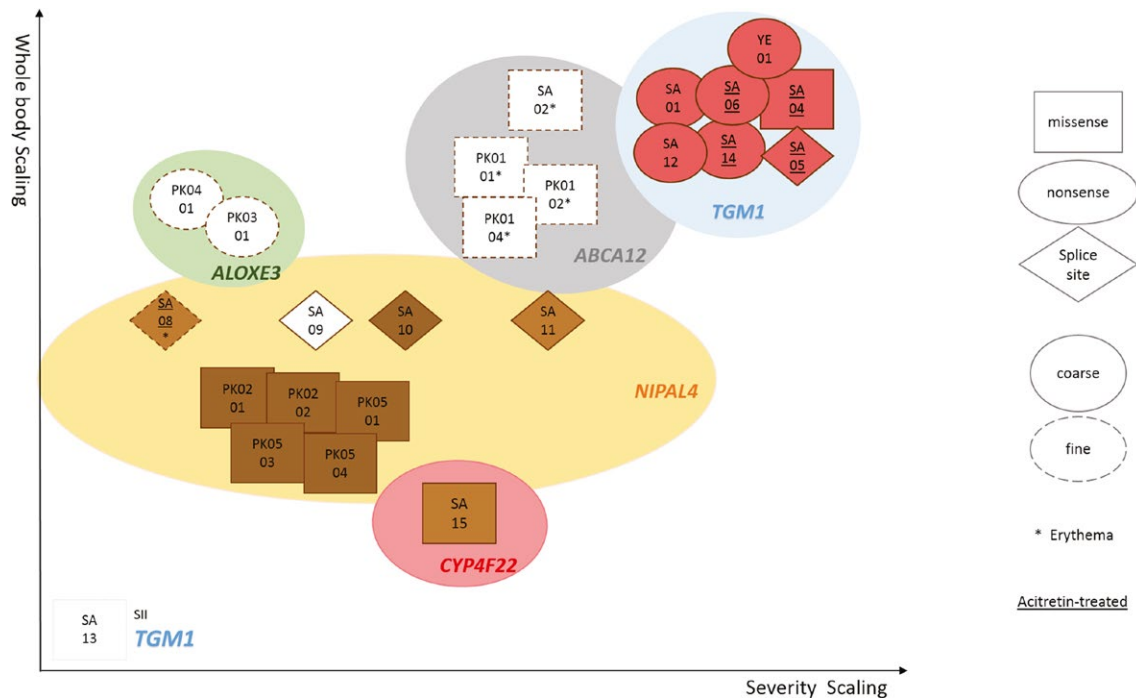 Whole body Scaling
YE
01
SA
01
SA
06
SA
04
SA
12
SA
14
SA
05
TGM1
SA
02*
PK01
01*
PK01
02*
PK01
04*
ABCA12
PK04
01
PK03
01
ALOXE3
SA
08
*
SA
09
SA
10
SA
11
PK02
01
PK02
02
PK05
01
PK05
03
PK05
04
NIPAL4
SA
15
CYP4F22
SA
13
SII
TGM1
Severity Scaling
missense
nonsense
Splice
site
coarse
fine
* Erythema
Acitretin-treated